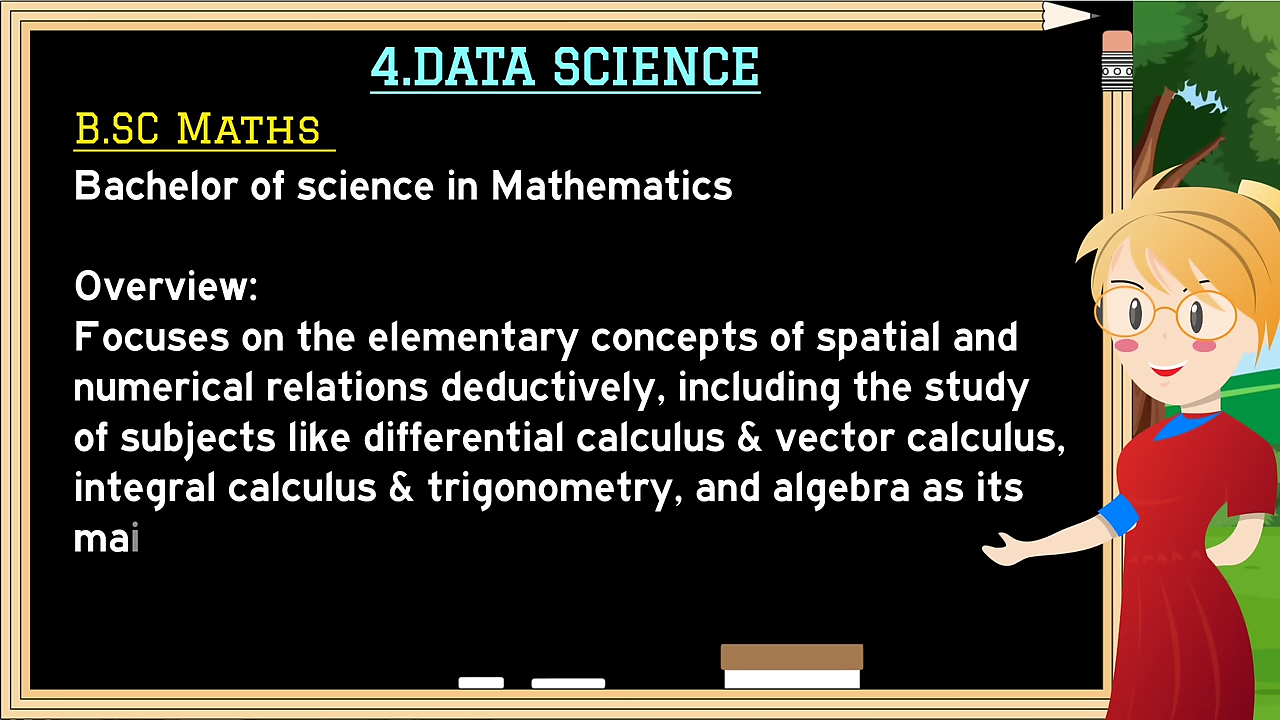 4.DATA SCIENCE
B.SC MATHS
Bachelor of science in Mathematics
Overview:
Focuses on the elementary concepts of spatial and
numerical relations deductively, including the study
of subjects like differential calculus & vector calculus,
integral calculus & trigonometry, and algebra as its
mai